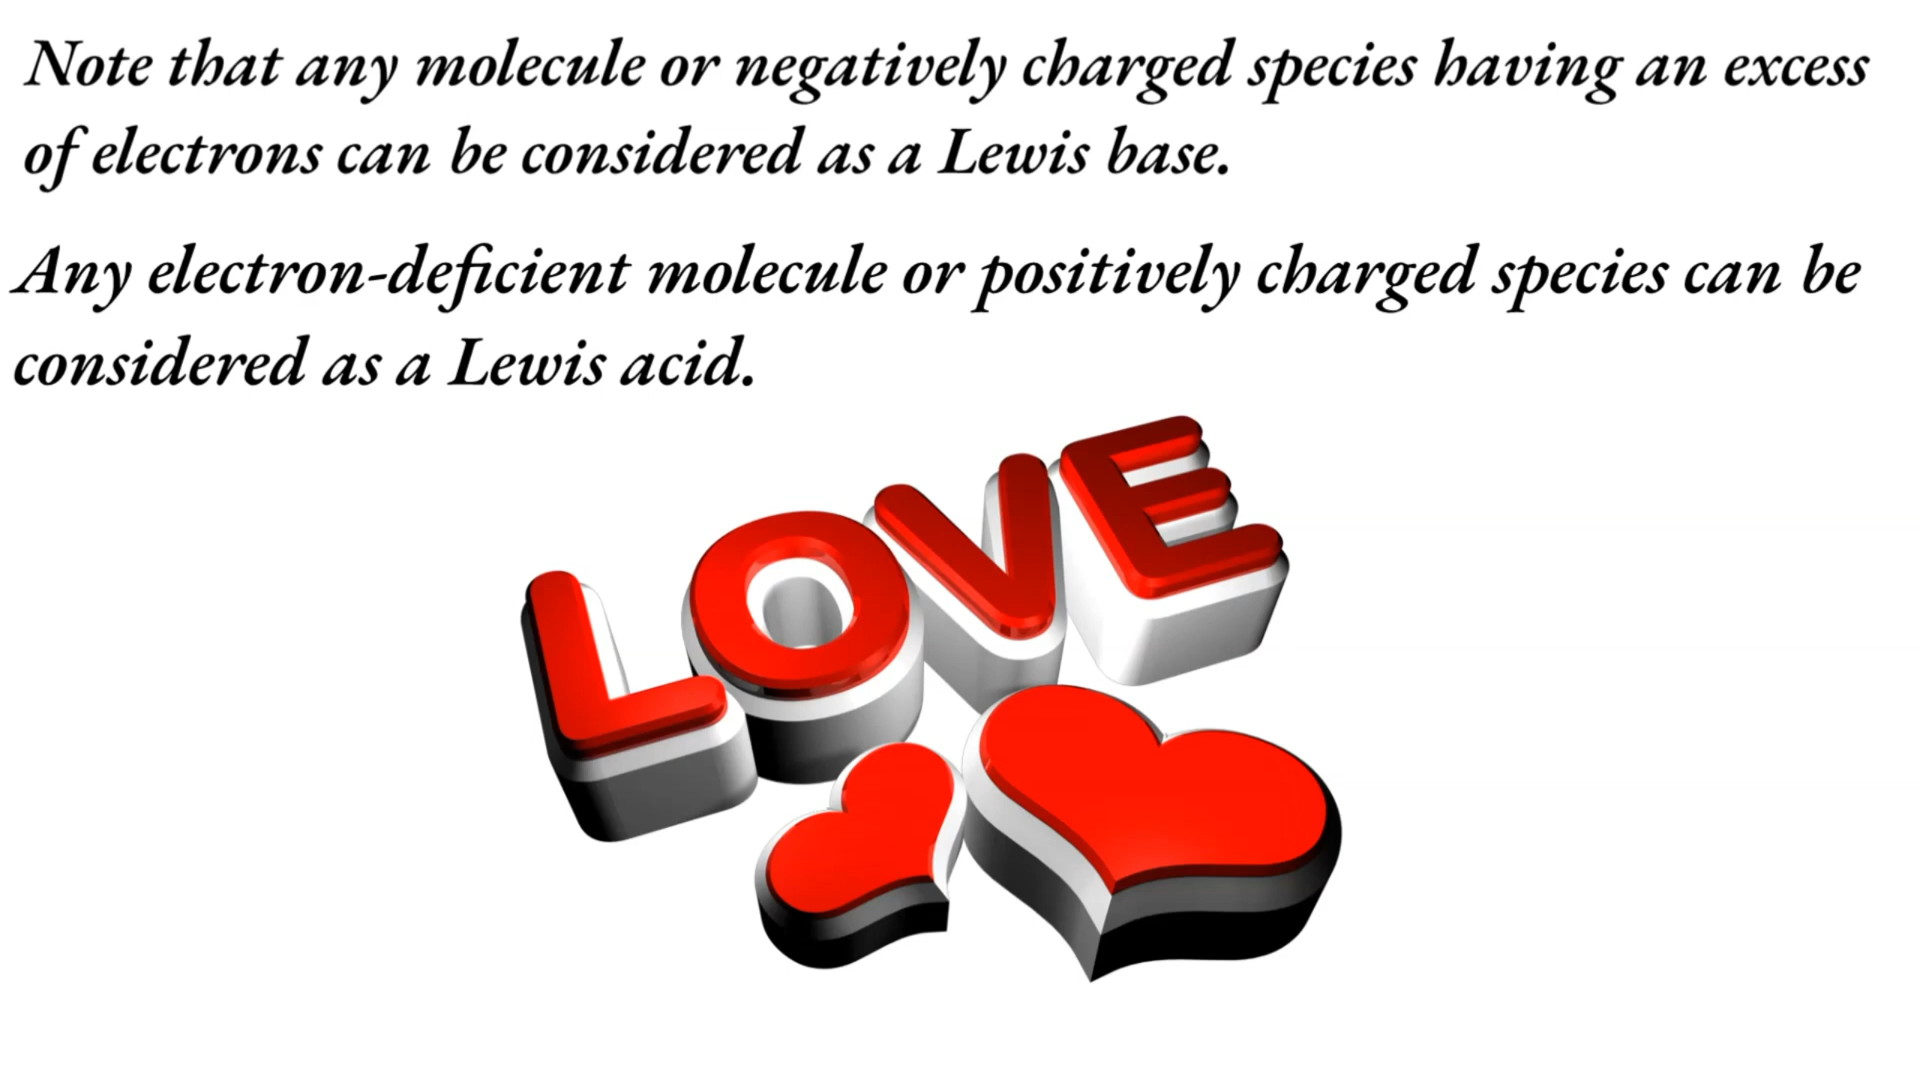 Note that any molecule or negatively charged species having an excess
of electrons can be considered as a Lewis base.
Any electron-deficient molecule or positively charged species can be
considered as a Lewis acid.
LOVE